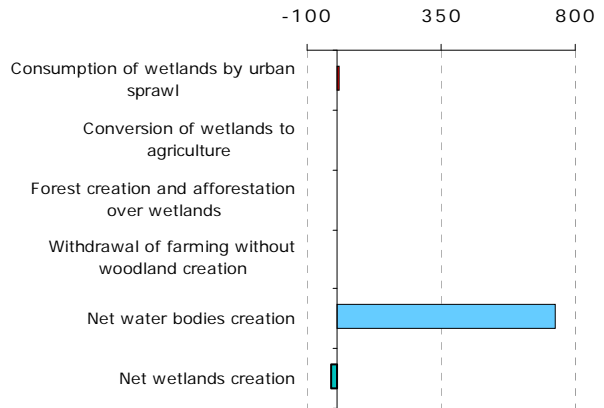 -100 350 800
Consumption of wetlands by urban
sprawl
Conversion of wetlands to
agriculture
Forest creation and afforestation
over wetlands
Withdrawal of farming without
woodland creation
Net water bodies creation
Net wetlands creation